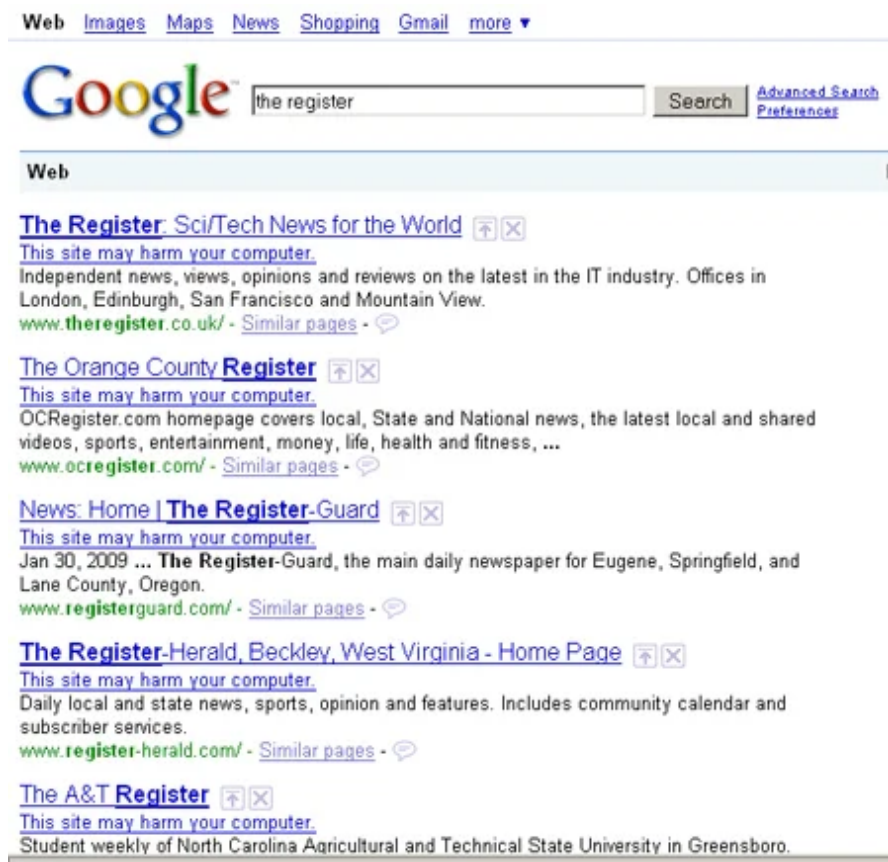 Web Images Maps News Shopping Gmail more ▼
Google™ the register Search Advanced Search
Preferences
Web
The Register: Sci/Tech News for the World
This site may harm your computer.
Independent news, views, opinions and reviews on the latest in the IT industry. Offices in
London, Edinburgh, San Francisco and Mountain View.
www.theregister.co.uk/ - Similar pages -
The Orange County Register
This site may harm your computer.
OCRegister.com homepage covers local, State and National news, the latest local and shared
videos, sports, entertainment, money, life, health and fitness, ...
www.ocregister.com/ - Similar pages -
News: Home | The Register-Guard
This site may harm your computer.
Jan 30, 2009 ... The Register-Guard, the main daily newspaper for Eugene, Springfield, and
Lane County, Oregon.
www.registerguard.com/ - Similar pages -
The Register-Herald, Beckley, West Virginia - Home Page
This site may harm your computer.
Daily local and state news, sports, opinion and features. Includes community calendar and
subscriber services.
www.register-herald.com/ - Similar pages -
The A&T Register
This site may harm your computer.
Student weekly of North Carolina Agricultural and Technical State University in Greensboro.